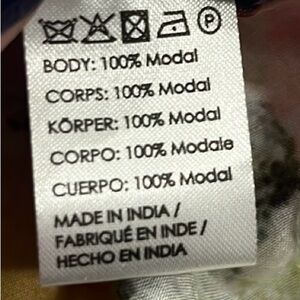 P
BODY: 100% Modal
CORPS: 100% Modal
KÖRPER: 100% Modal
CORPO: 100% Modale
CUERPO: 100% Modal
MADE IN INDIA /
FABRIQUÉ EN INDE /
HECHO EN INDIA